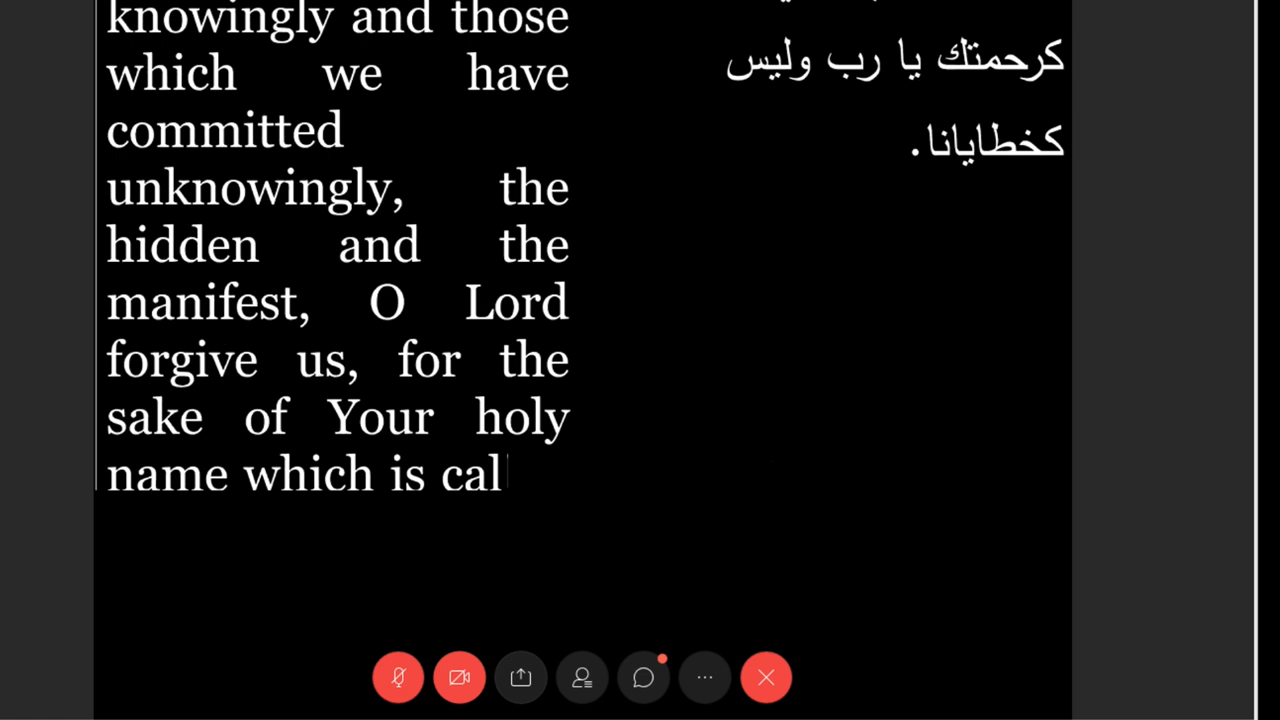 knowingly and those
which we have
committed
unknowingly, the
hidden and the
manifest, O Lord
forgive us, for the
sake of Your holy
name which is cal
كرحمتك يا رب وليس
كخطايانا.